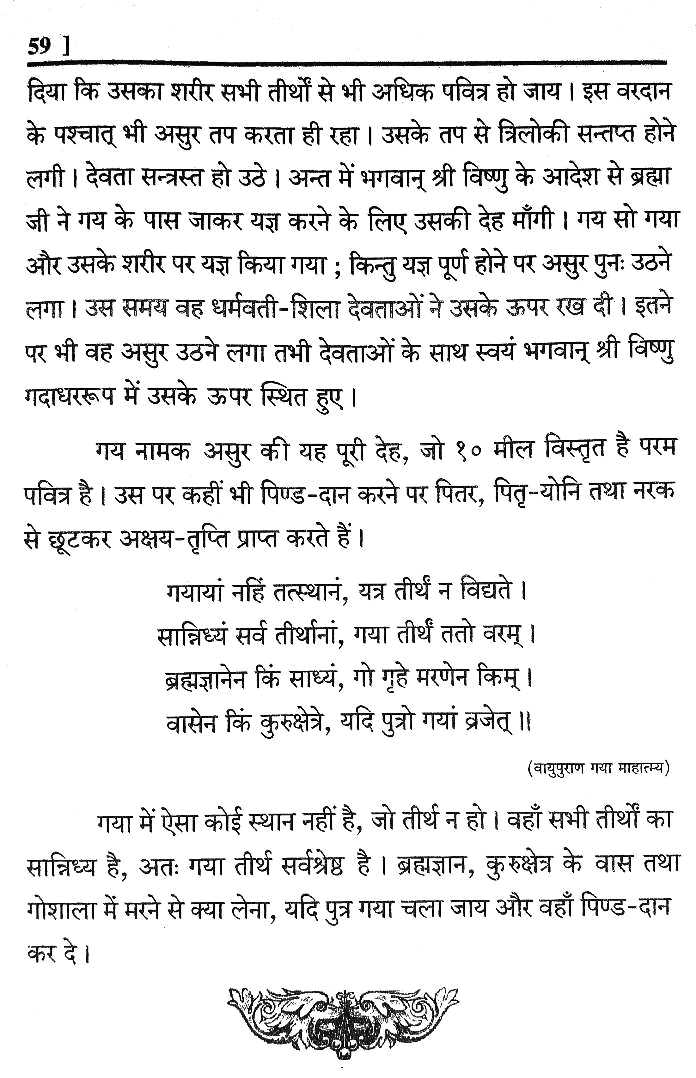 59 ]
दिया कि उसका शरीर सभी तीर्थों से भी अधिक पवित्र हो जाय। इस वरदान
के पश्चात् भी असुर तप करता ही रहा। उसके तप से त्रिलोकी सन्तप्त होने
लगी। देवता सन्त्रस्त हो उठे। अन्त में भगवान् श्री विष्णु के आदेश से ब्रह्मा
जी ने गय के पास जाकर यज्ञ करने के लिए उसकी देह माँगी। गय सो गया
और उसके शरीर पर यज्ञ किया गया ; किन्तु यज्ञ पूर्ण होने पर असुर पुनः उठने
लगा। उस समय वह धर्मवती-शिला देवताओं ने उसके ऊपर रख दी। इतने
पर भी वह असुर उठने लगा तभी देवताओं के साथ स्वयं भगवान् श्री विष्णु
गदाधररूप में उसके ऊपर स्थित हुए।
गय नामक असुर की यह पूरी देह, जो १० मील विस्तृत है परम
पवित्र है। उस पर कहीं भी पिण्ड-दान करने पर पितर, पितृ-योनि तथा नरक
से छूटकर अक्षय-तृप्ति प्राप्त करते हैं।
गयायां नहिं तत्स्थानं, यत्र तीर्थं न विद्यते।
सान्निध्यं सर्व तीर्थानां, गया तीर्थं ततो वरम्।
ब्रह्मज्ञानेन किं साध्यं, गो गृहे मरणेन किम्।
वासेन किं कुरुक्षेत्रे, यदि पुत्रो गयां व्रजेत्॥
(वायुपुराण गया माहात्म्य)
गया में ऐसा कोई स्थान नहीं है, जो तीर्थ न हो। वहाँ सभी तीर्थों का
सान्निध्य है, अतः गया तीर्थ सर्वश्रेष्ठ है। ब्रह्मज्ञान, कुरुक्षेत्र के वास तथा
गोशाला में मरने से क्या लेना, यदि पुत्र गया चला जाय और वहाँ पिण्ड-दान
कर दे।